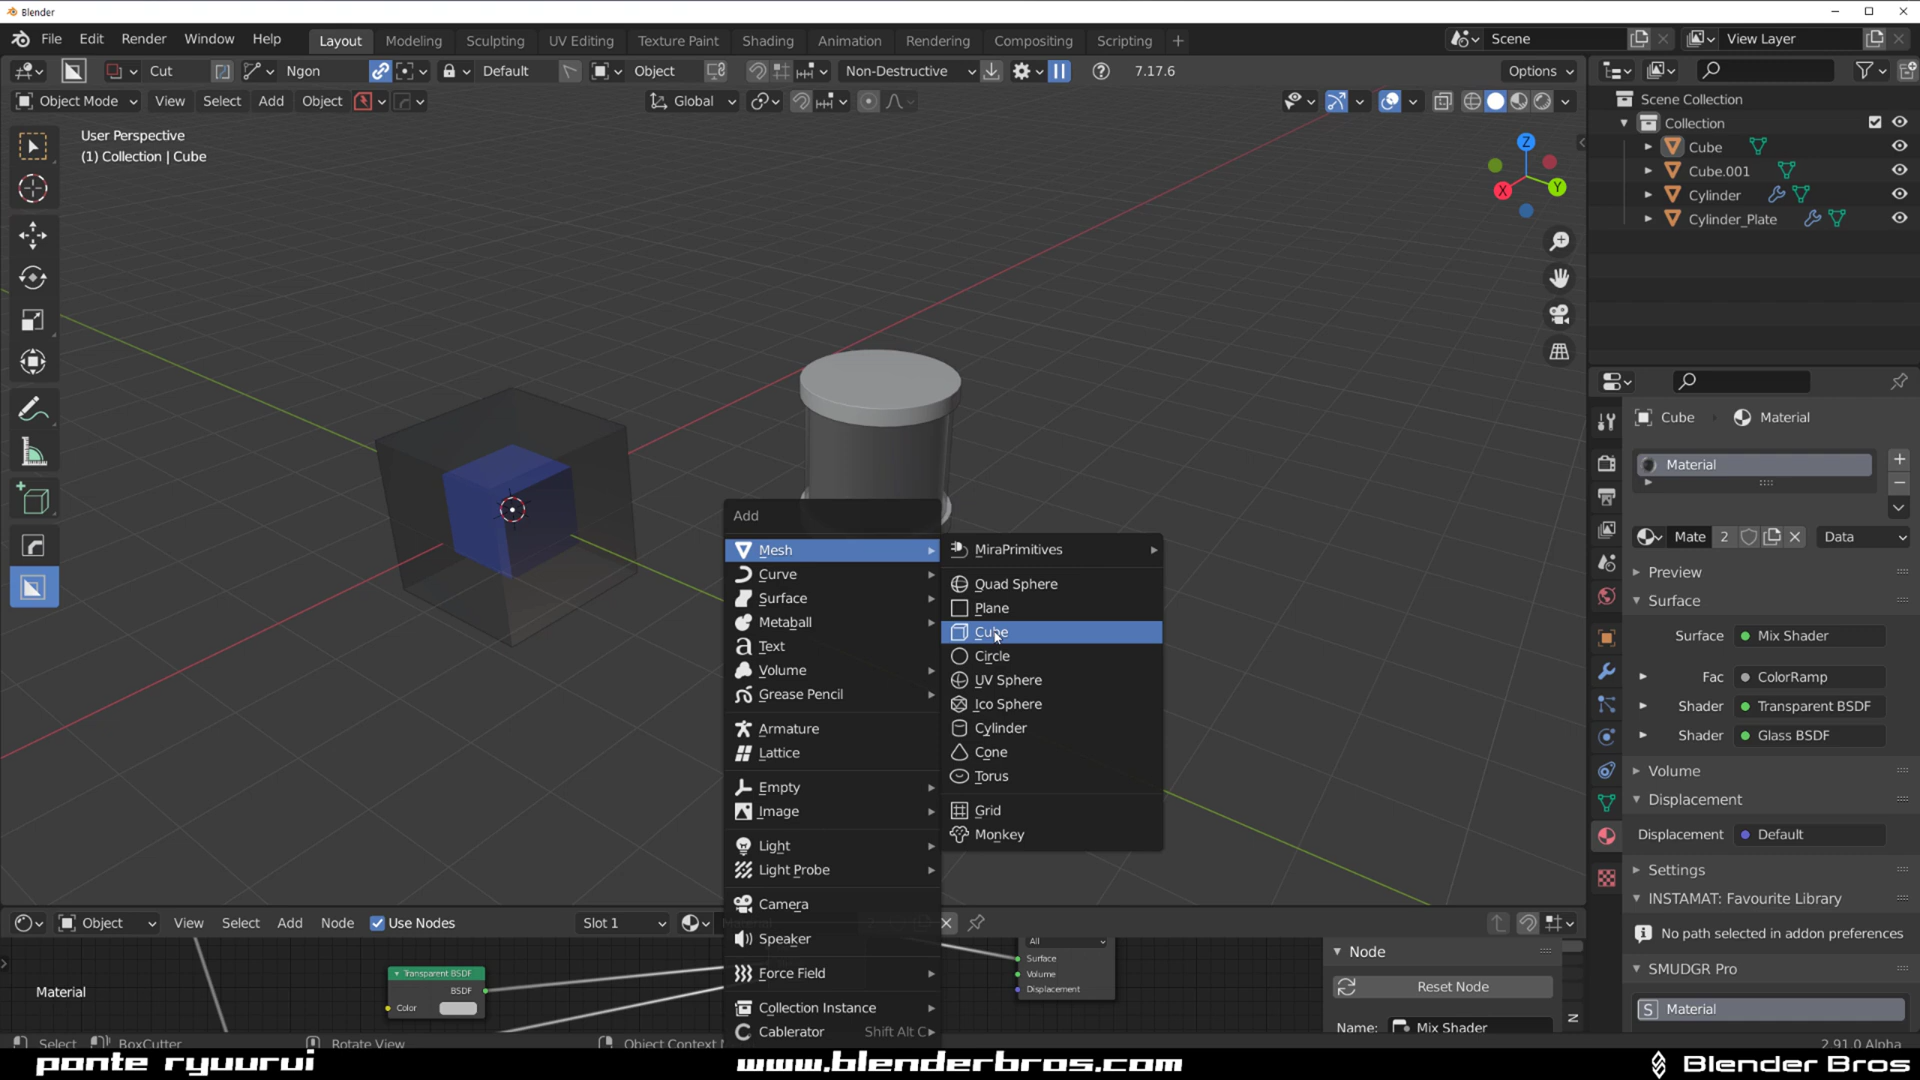 Blender
File Edit Render Window Help Layout Modeling Sculpting UV Editing Texture Paint Shading Animation Rendering Compositing Scripting + Scene View Layer
Cut Ngon Default Object Non-Destructive 7.17.6 Options
Object Mode View Select Add Object Global
User Perspective
(1) Collection | Cube
Z
X
Y
Scene Collection
Collection
Cube
Cube.001
Cylinder
Cylinder_Plate
Cube Material
Material
Mate 2 Data
Preview
Surface
Surface Mix Shader
Fac ColorRamp
Shader Transparent BSDF
Shader Glass BSDF
Volume
Displacement
Displacement Default
Settings
INSTAMAT: Favourite Library
No path selected in addon preferences
SMUDGR Pro
S Material
Add
Mesh
Curve
Surface
Metaball
Text
Volume
Grease Pencil
Armature
Lattice
Empty
Image
Light
Light Probe
Camera
Speaker
Force Field
Collection Instance
Cablerator Shift Alt C
MiraPrimitives
Quad Sphere
Plane
Cube
Circle
UV Sphere
Ico Sphere
Cylinder
Cone
Torus
Grid
Monkey
Object View Select Add Node Use Nodes Slot 1
Transparent BSDF
BSDF
Color
Material
All
Surface
Volume
Displacement
Node
Reset Node
Name: Mix Shader
Select BoxCutter Rotate View Object Context 2.91.0 Alpha
ponte ryuurui www.blenderbros.com Blender Bros